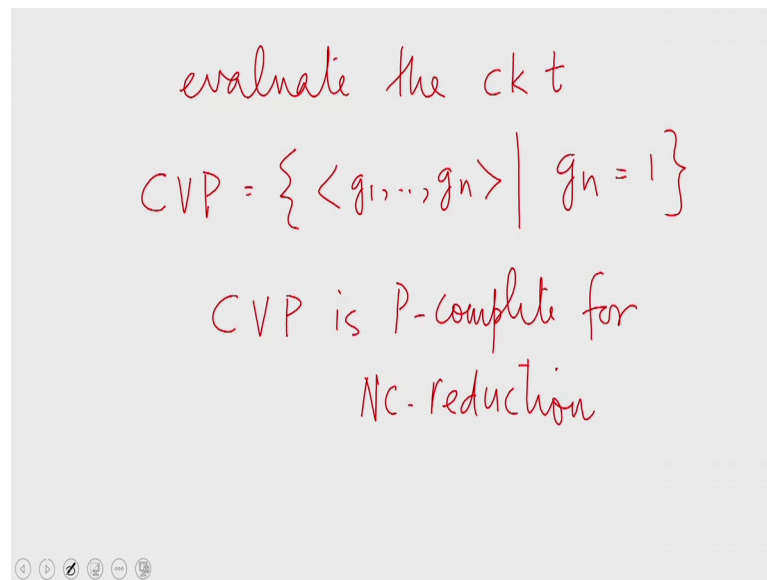 evaluate the ckt
CVP = { <g1, .., gn> | gn = 1 }
CVP is P-complete for
NC-reduction